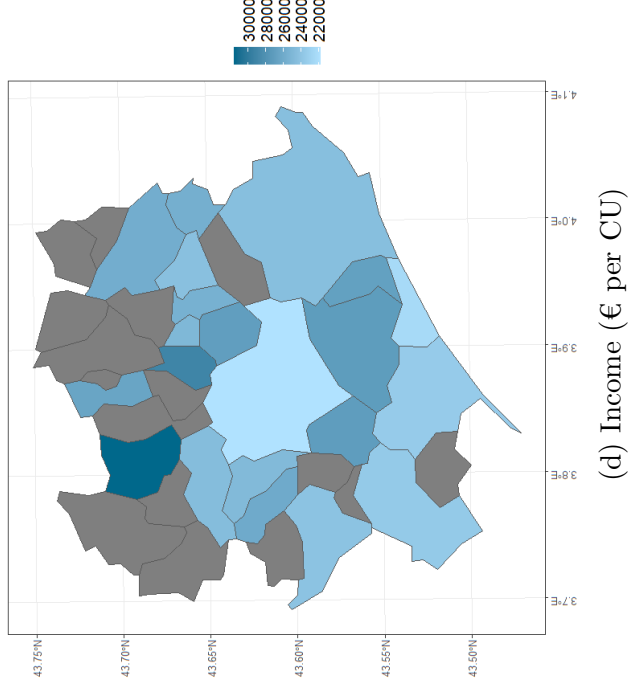 30000
28000
26000
24000
22000
43.75°N
43.70°N
43.65°N
43.60°N
43.55°N
43.50°N
3.7°E
3.8°E
3.9°E
4.0°E
4.1°E
(d) Income (€ per CU)